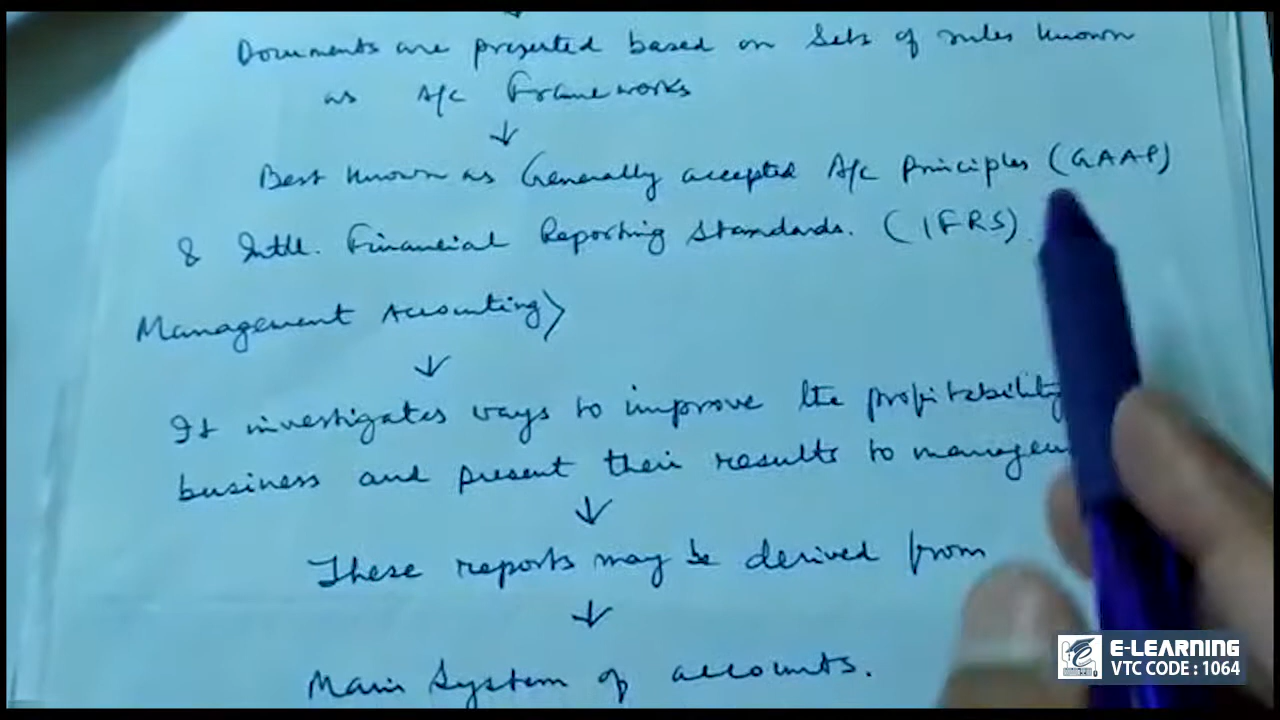 Documents are presented based on Sets of rules known
as A/c Frameworks
↓
Best known as Generally accepted A/c Principles (GAAP)
& Intl. Financial Reporting Standards. (IFRS).
Management Accounting>
↓
It investigates ways to improve the profitability
business and present their results to managem
↓
These reports may be derived from
↓
Main System of accounts.
E-LEARNING
VTC CODE : 1064